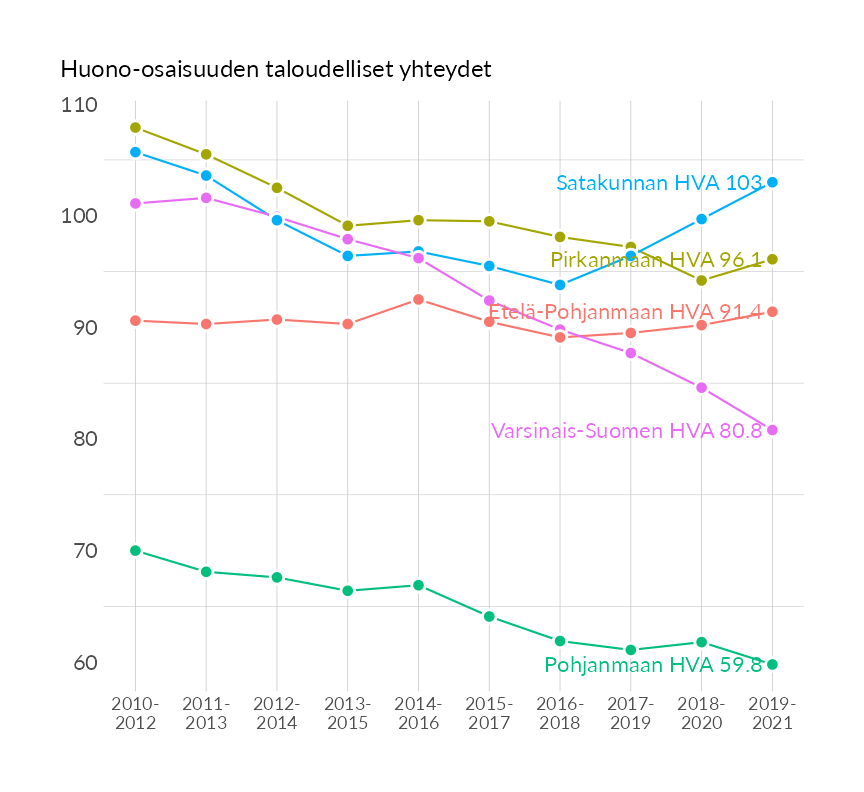 Huono-osaisuuden taloudelliset yhteydet
110
100
90
80
70
60
Satakunnan HVA 103
Pirkanmaan HVA 96.1
Etelä-Pohjanmaan HVA 91.4
Varsinais-Suomen HVA 80.8
Pohjanmaan HVA 59.8
2010- 2011- 2012- 2013- 2014- 2015- 2016- 2017- 2018- 2019-
2012 2013 2014 2015 2016 2017 2018 2019 2020 2021